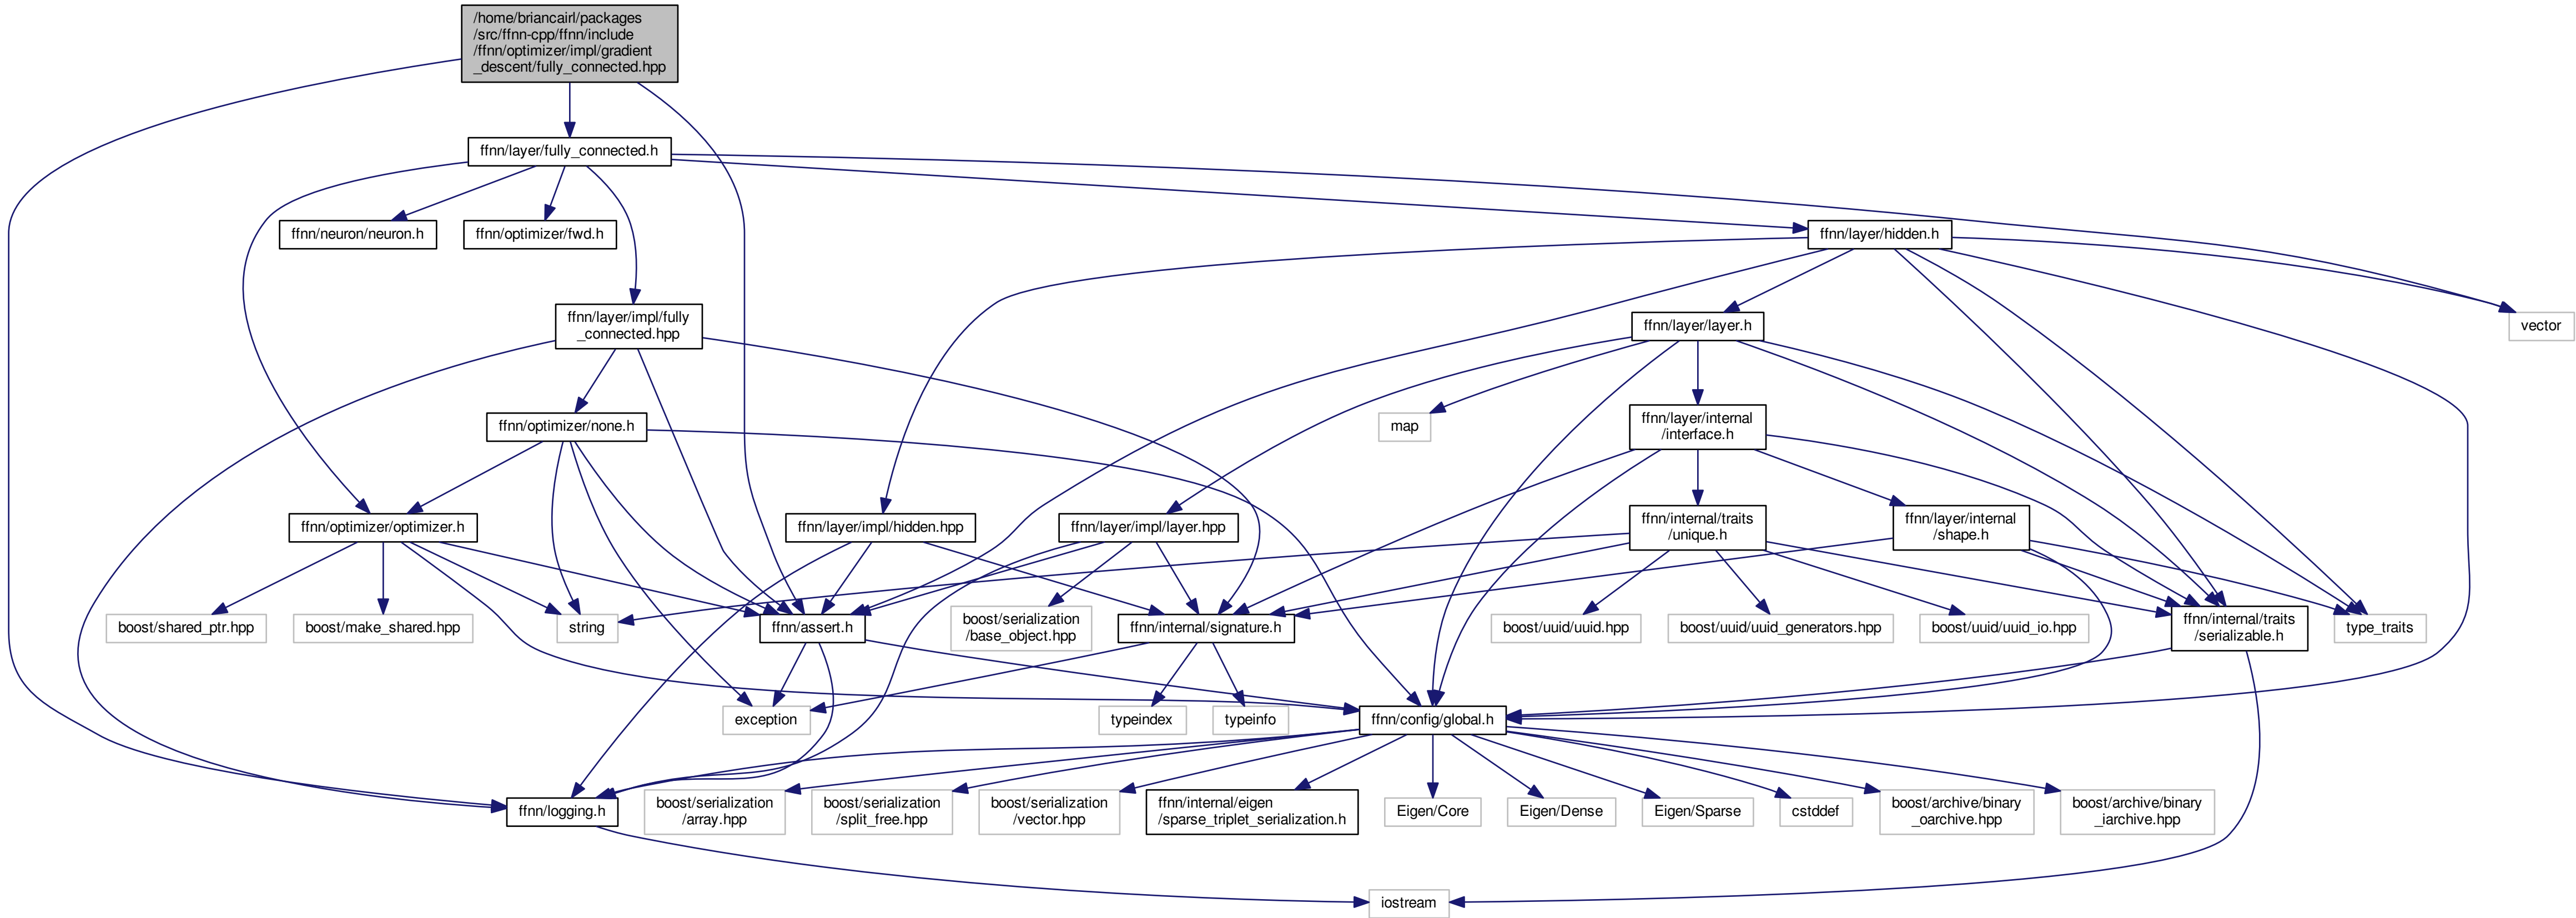 /home/briancairl/packages
/src/ffnn-cpp/ffnn/include
/ffnn/optimizer/impl/gradient
_descent/fully_connected.hpp
ffnn/layer/fully_connected.h
ffnn/neuron/neuron.h
ffnn/optimizer/fwd.h
ffnn/layer/hidden.h
ffnn/layer/impl/fully
_connected.hpp
ffnn/layer/layer.h
vector
ffnn/optimizer/none.h
map
ffnn/layer/internal
/interface.h
ffnn/optimizer/optimizer.h
ffnn/layer/impl/hidden.hpp
ffnn/layer/impl/layer.hpp
ffnn/internal/traits
/unique.h
ffnn/layer/internal
/shape.h
boost/shared_ptr.hpp
boost/make_shared.hpp
string
ffnn/assert.h
boost/serialization
/base_object.hpp
ffnn/internal/signature.h
boost/uuid/uuid.hpp
boost/uuid/uuid_generators.hpp
boost/uuid/uuid_io.hpp
ffnn/internal/traits
/serializable.h
type_traits
exception
typeindex
typeinfo
ffnn/config/global.h
ffnn/logging.h
boost/serialization
/array.hpp
boost/serialization
/split_free.hpp
boost/serialization
/vector.hpp
ffnn/internal/eigen
/sparse_triplet_serialization.h
Eigen/Core
Eigen/Dense
Eigen/Sparse
cstddef
boost/archive/binary
_oarchive.hpp
boost/archive/binary
_iarchive.hpp
iostream